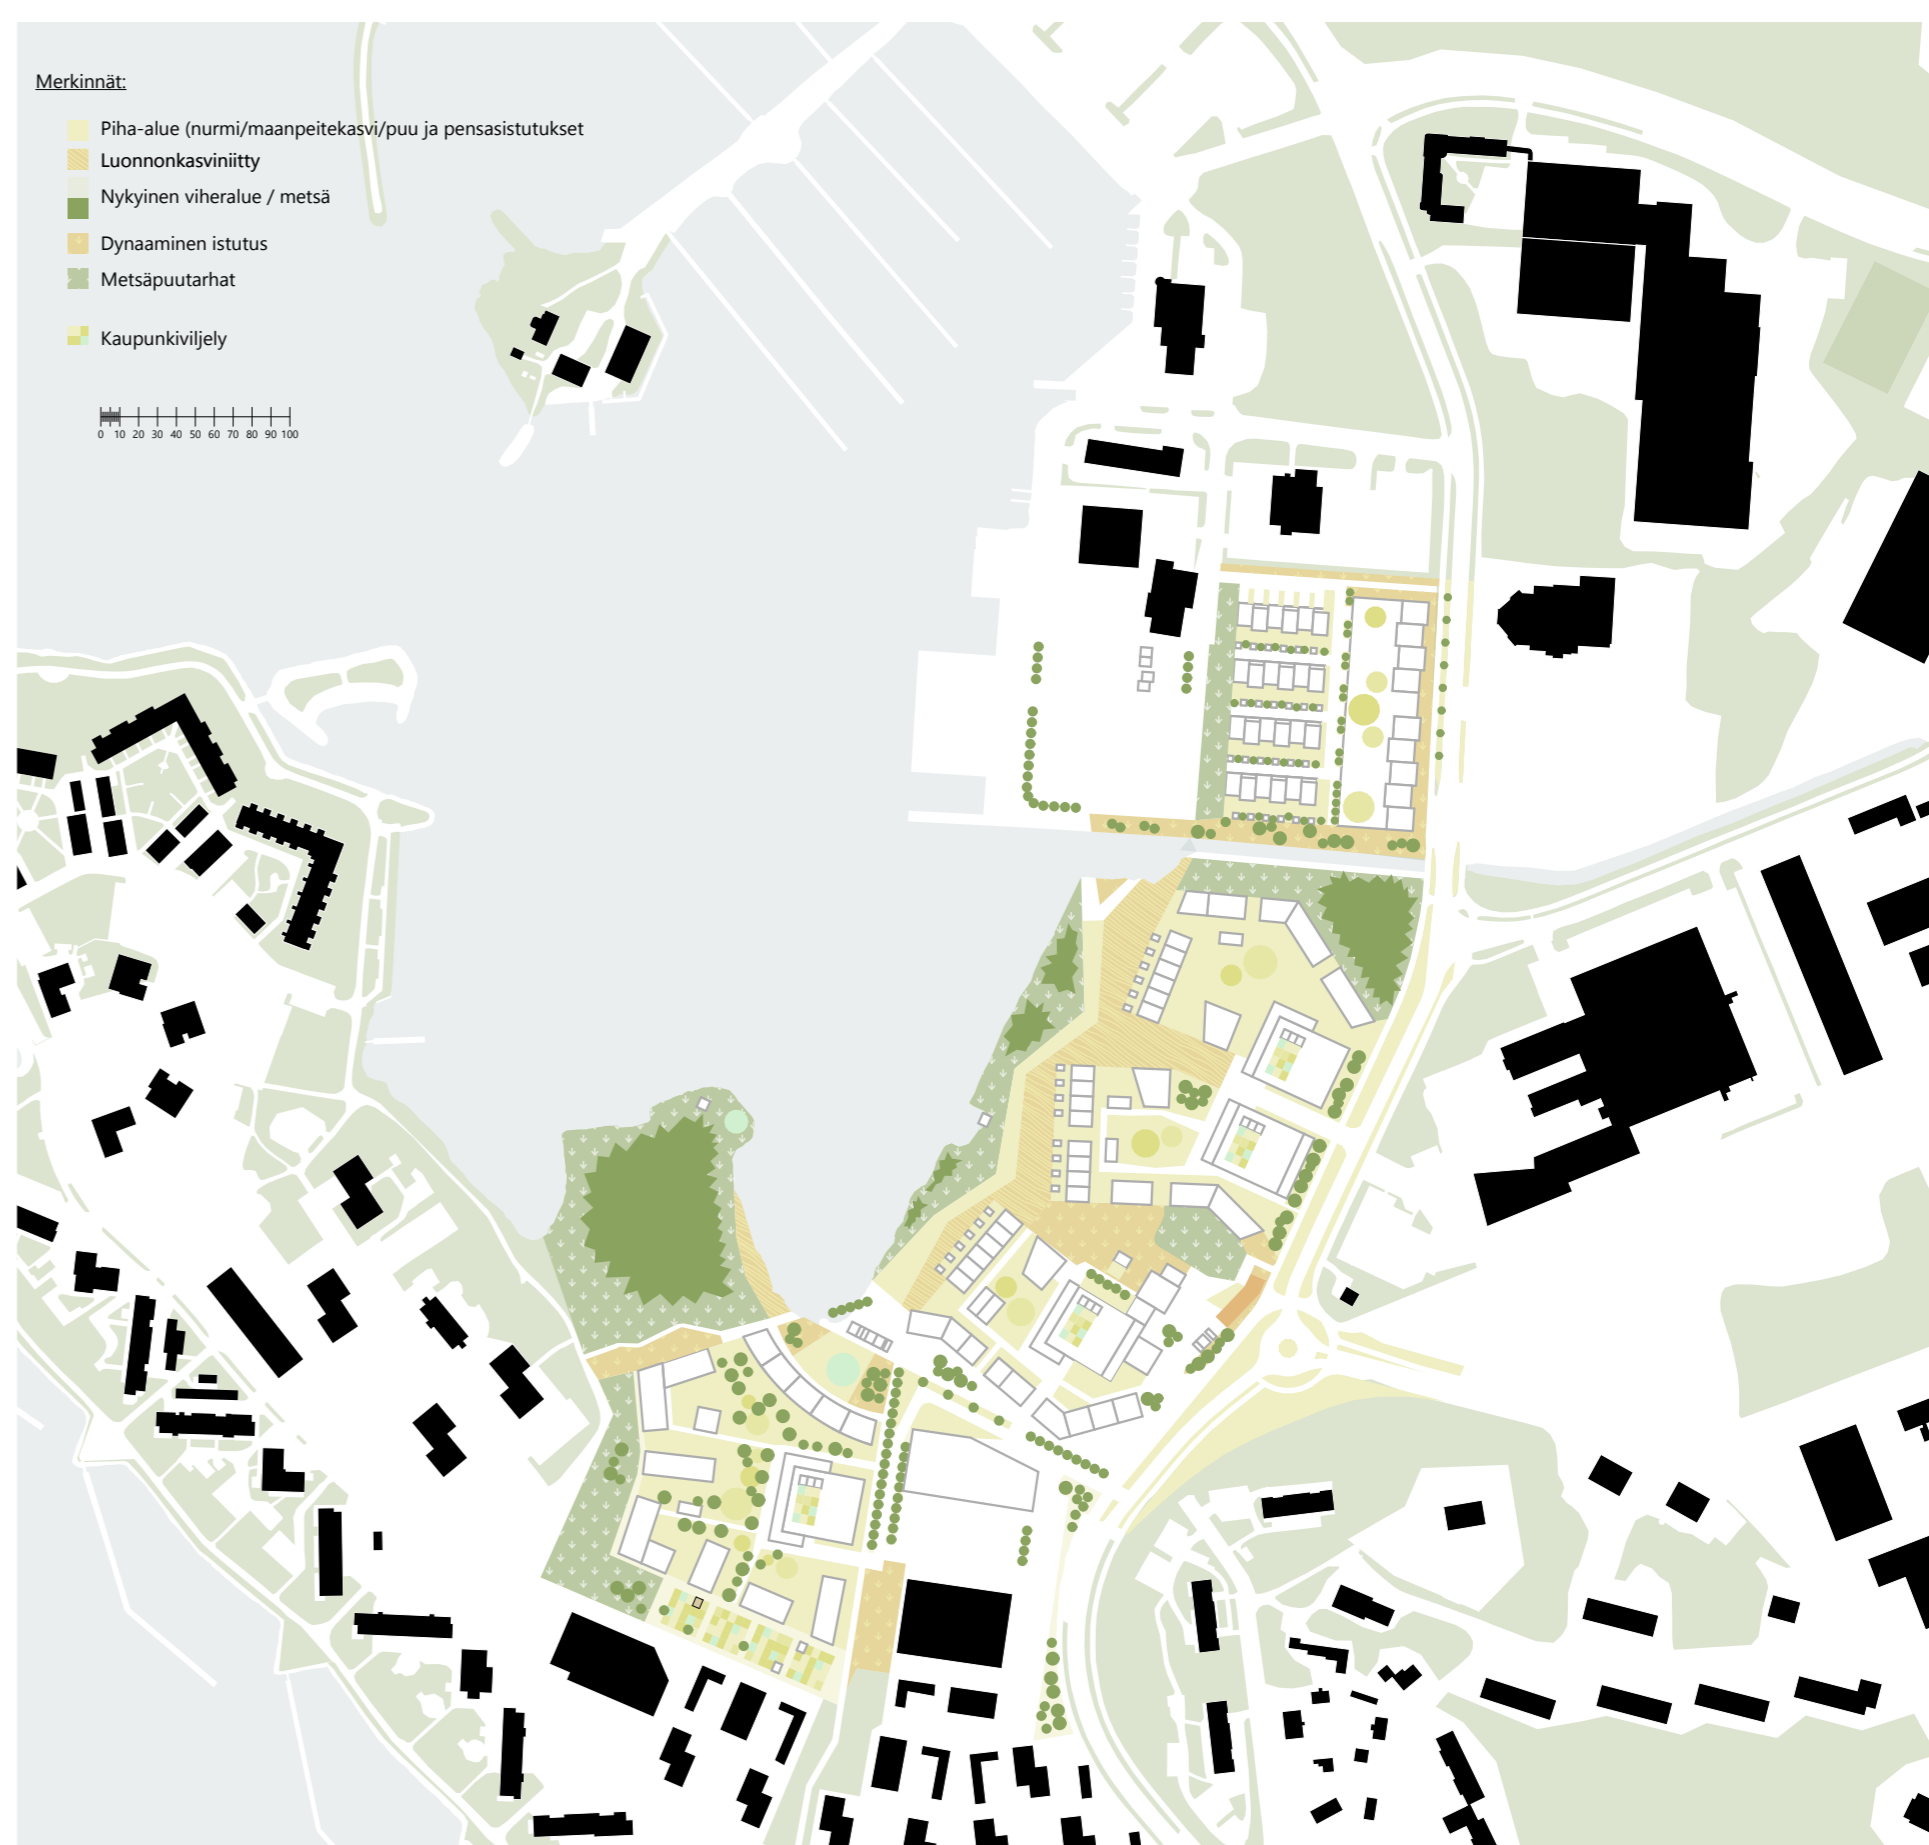 Merkinnät:
Piha-alue (nurmi/maanpeitekasvi/puu ja pensasistutukset
Luonnonkasviniitty
Nykyinen viheralue / metsä
Dynaaminen istutus
Metsäpuutarhat
Kaupunkiviljely
0 10 20 30 40 50 60 70 80 90 100